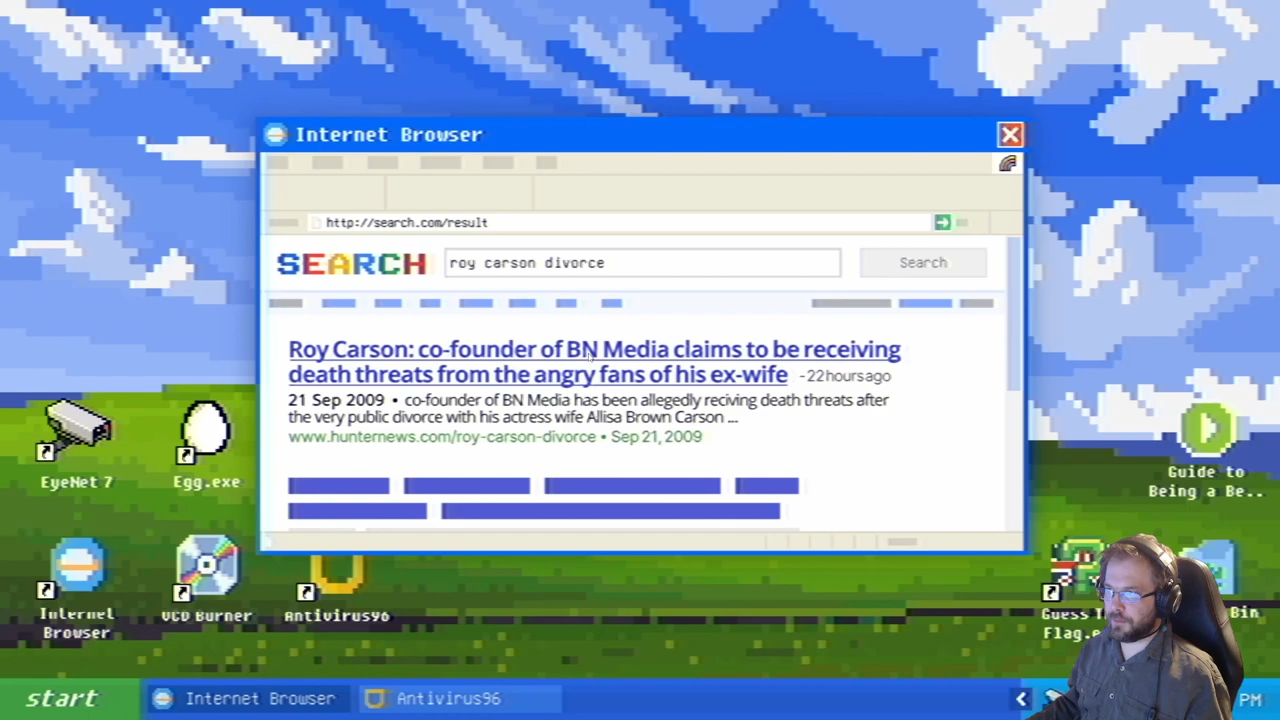 Internet Browser
http://search.com/result
SEARCH
roy carson divorce
Search
Roy Carson: co-founder of BN Media claims to be receiving
death threats from the angry fans of his ex-wife -22hoursago
21 Sep 2009 • co-founder of BN Media has been allegedly reciving death threats after
the very public divorce with his actress wife Allisa Brown Carson ...
www.hunternews.com/roy-carson-divorce • Sep 21, 2009
EyeNet 7
Egg.exe
Guide to
Being a Be..
Internet
Browser
VCD Burner
Antivirus96
Guess
Flag.e
Bin
start
Internet Browser
Antivirus96
PM